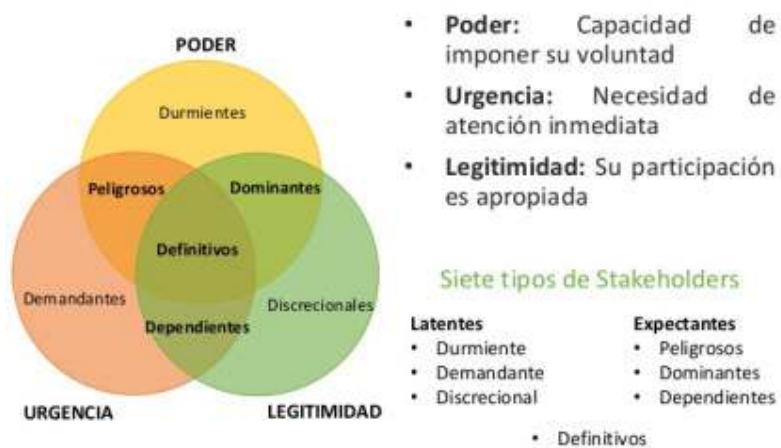 PODER
Durmientes
Peligrosos
Dominantes
Definitivos
Demandantes
Discrecionales
Dependientes
URGENCIA
LEGITIMIDAD
• Poder: Capacidad de
imponer su voluntad
• Urgencia: Necesidad de
atención inmediata
• Legitimidad: Su participación
es apropiada
Siete tipos de Stakeholders
Latentes
• Durmiente
• Demandante
• Discrecional
Expectantes
• Peligrosos
• Dominantes
• Dependientes
• Definitivos